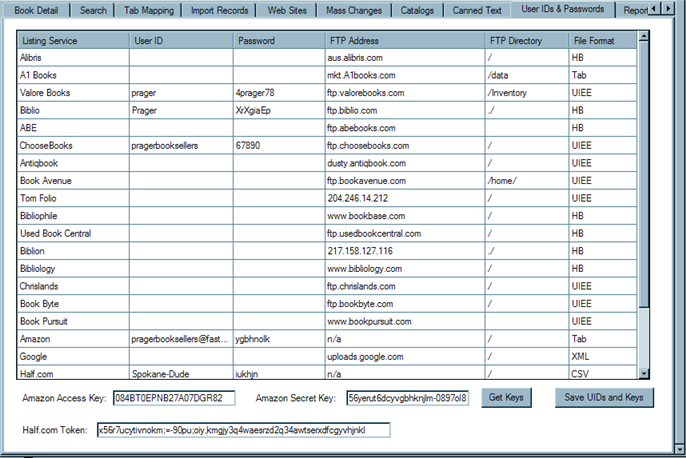 Book Detail Search Tab Mapping Import Records Web Sites Mass Changes Catalogs Canned Text User IDs & Passwords Report
Listing Service User ID Password FTP Address FTP Directory File Format
Alibris aus.alibris.com / HB
A1 Books mkt.A1books.com /data Tab
Valore Books prager 4prager78 ftp.valorebooks.com /Inventory UIEE
Biblio Prager XrXgiaEp ftp.biblio.com ./ HB
ABE ftp.abebooks.com HB
ChooseBooks pragerbooksellers 67890 ftp.choosebooks.com / UIEE
Antiqbook dusty.antiqbook.com / UIEE
Book Avenue ftp.bookavenue.com /home/ UIEE
Tom Folio 204.246.14.212 / UIEE
Bibliophile www.bookbase.com / HB
Used Book Central ftp.usedbookcentral.com / HB
Biblion 217.158.127.116 ./ HB
Bibliology www.bibliology.com / HB
Chrislands ftp.chrislands.com / UIEE
Book Byte ftp.bookbyte.com / UIEE
Book Pursuit www.bookpursuit.com UIEE
Amazon pragerbooksellers@fast... ygbhnolk n/a / Tab
Google uploads.google.com / XML
Half.com Spokane-Dude iukhjn n/a / CSV
Amazon Access Key: 084BT0EPNB27A07DGR82 Amazon Secret Key: 56yerut6dcyvgbhknjlm-0897ol8 Get Keys Save UIDs and Keys
Half.com Token: x56r7ucytivnokm;=-90pu;oiy,kmgjy3q4waesrzd2q34awtserxdfcgyvhjnkl